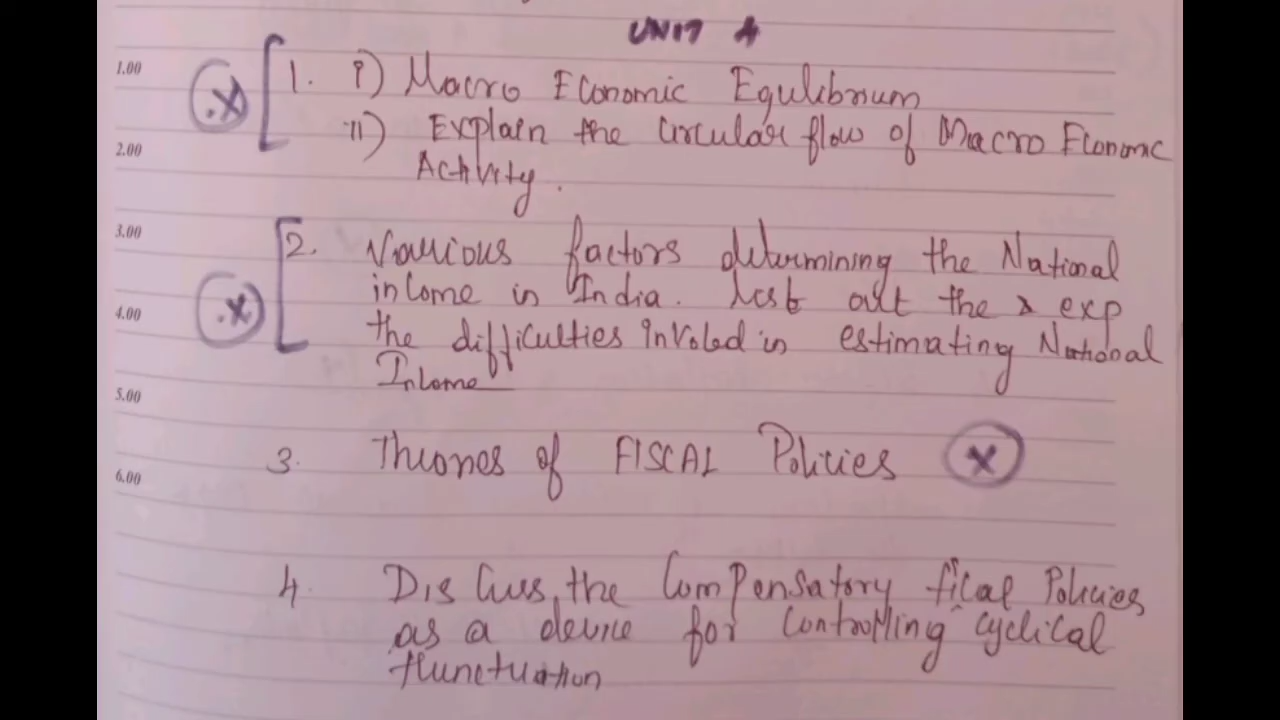 UNIT 4
1.00
1. i) Macro Economic Equlibrium
ii) Explain the circular flow of Macro Economic
2.00
Activity.
3.00
2. Various factors determining the National
income in India. List out the & exp
4.00
the difficulties involed in estimating National
Income
5.00
3. Theories of FISCAL Policies
6.00
4. Discuss the Compensatory fical Policies
as a device for controlling cyclical
flunctuation